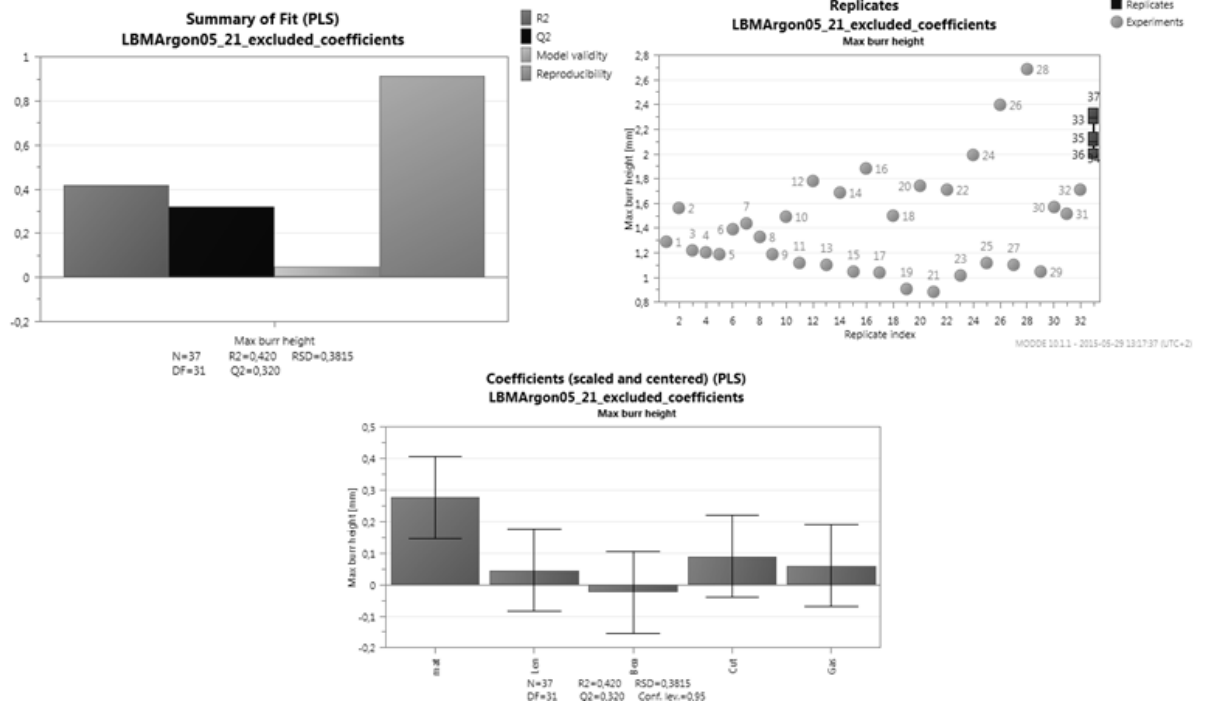 Summary of Fit (PLS)
LBMArgon05_21_excluded_coefficients
R2
Q2
Model validity
Reproducibility
1
0,8
0,6
0,4
0,2
0
-0,2
Max burr height
N=37 R2=0,420 RSD=0,3815
DF=31 Q2=0,320
Replicates
LBMArgon05_21_excluded_coefficients
Max burr height
Replicates
Experiments
Max burr height [mm]
2,8
2,6
2,4
2,2
2
1,8
1,6
1,4
1,2
1
0,8
1
2
3
4
5
6
7
8
9
10
11
12
13
14
15
16
17
18
19
20
21
22
23
24
25
26
27
28
29
30
31
32
33
35
36
37
2 4 6 8 10 12 14 16 18 20 22 24 26 28 30 32
Replicate index
MODDE 10.1.1 - 2015-05-29 13:17:37 (UTC+2)
Coefficients (scaled and centered) (PLS)
LBMArgon05_21_excluded_coefficients
Max burr height
Max burr height [mm]
0,5
0,4
0,3
0,2
0,1
0
-0,1
-0,2
mat Len Bea Cut Gas
N=37 R2=0,420 RSD=0,3815
DF=31 Q2=0,320 Conf. lev.=0,95